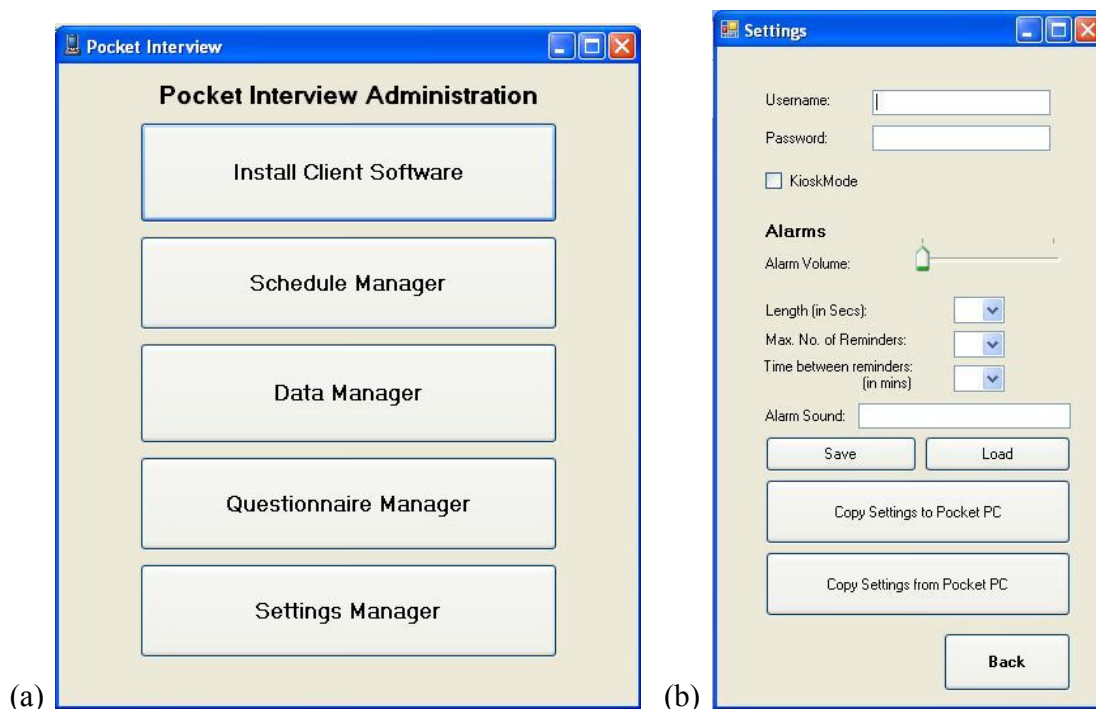 Pocket Interview
Pocket Interview Administration
Install Client Software
Schedule Manager
Data Manager
Questionnaire Manager
Settings Manager
(a)
Settings
Username:
Password:
KioskMode
Alarms
Alarm Volume:
Length (in Secs):
Max. No. of Reminders:
Time between reminders:
(in mins)
Alarm Sound:
Save Load
Copy Settings to Pocket PC
Copy Settings from Pocket PC
Back
(b)